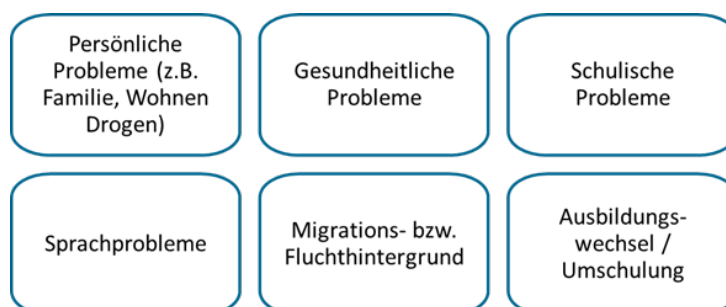 Persönliche
Probleme (z.B.
Familie, Wohnen
Drogen)
Gesundheitliche
Probleme
Schulische
Probleme
Sprachprobleme
Migrations- bzw.
Fluchthintergrund
Ausbildungs-
wechsel /
Umschulung